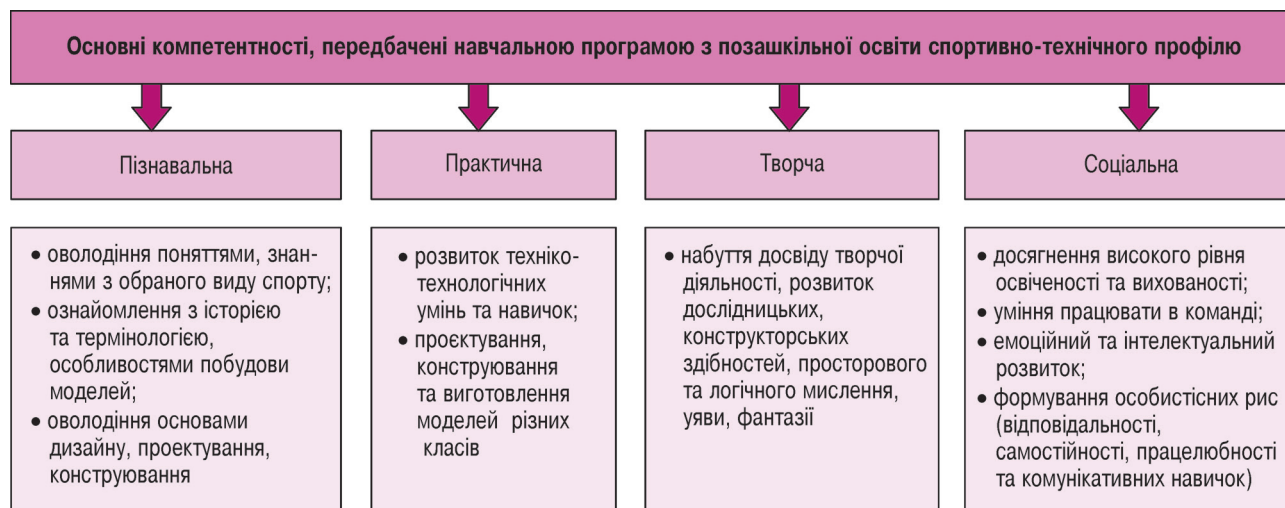 Основні компетентності, передбачені навчальною програмою з позашкільної освіти спортивно-технічного профілю
Пізнавальна
• оволодіння поняттями, знан-
нями з обраного виду спорту;
• ознайомлення з історією
та термінологією,
особливостями побудови
моделей;
• оволодіння основами
дизайну, проектування,
конструювання
Практична
• розвиток техніко-
технологічних
умінь та навичок;
• проєктування,
конструювання
та виготовлення
моделей різних
класів
Творча
• набуття досвіду творчої
діяльності, розвиток
дослідницьких,
конструкторських
здібностей, просторового
та логічного мислення,
уяви, фантазії
Соціальна
• досягнення високого рівня
освіченості та вихованості;
• уміння працювати в команді;
• емоційний та інтелектуальний
розвиток;
• формування особистісних рис
(відповідальності,
самостійності, працелюбності
та комунікативних навичок)